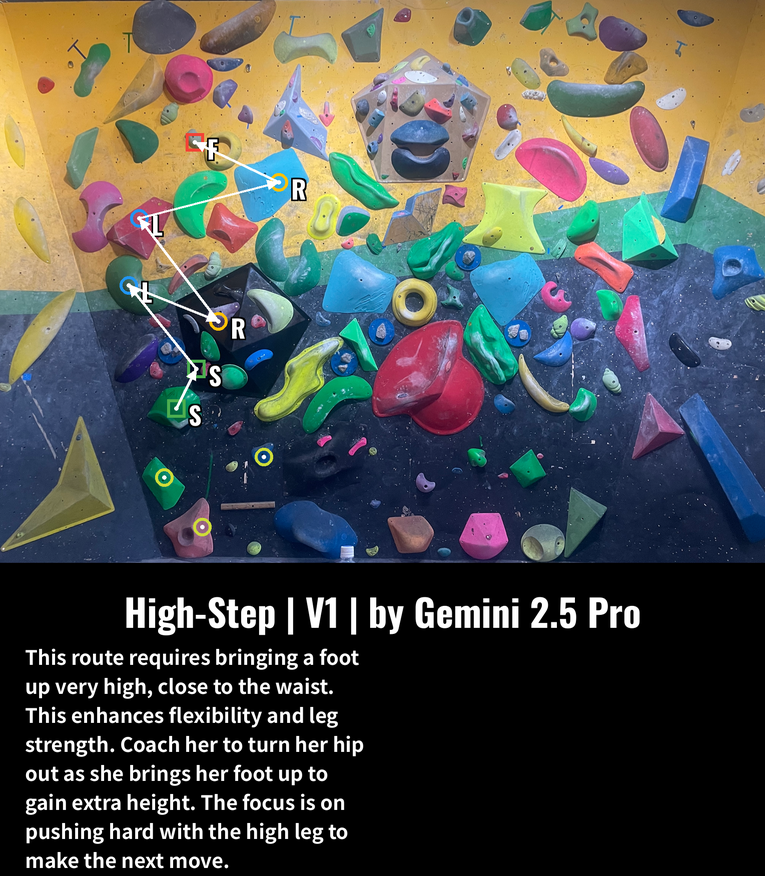 F
R
L
L
R
S
S
High-Step | V1 | by Gemini 2.5 Pro
This route requires bringing a foot
up very high, close to the waist.
This enhances flexibility and leg
strength. Coach her to turn her hip
out as she brings her foot up to
gain extra height. The focus is on
pushing hard with the high leg to
make the next move.